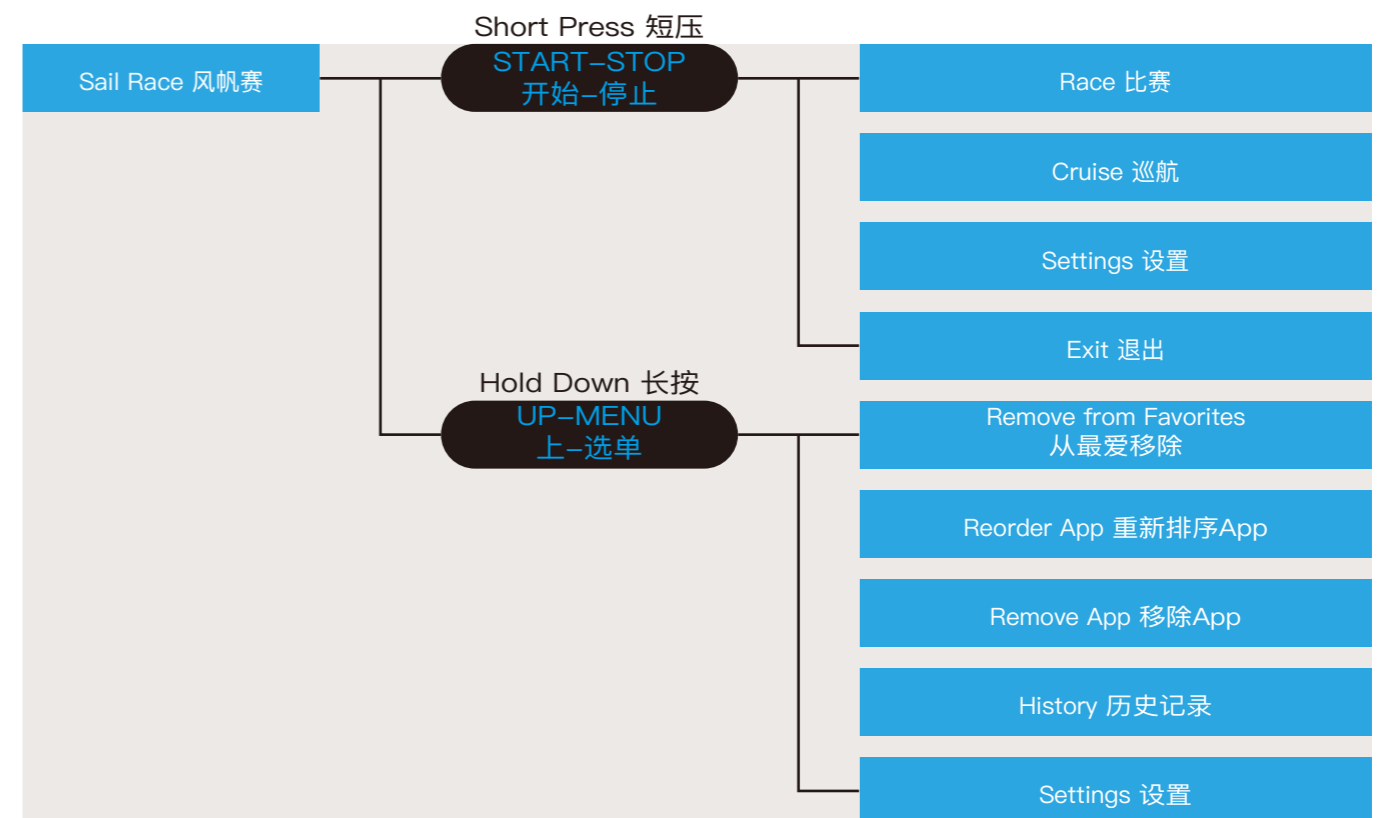 Short Press 短压
Sail Race 风帆赛
START–STOP
开始–停止
Race 比赛
Cruise 巡航
Settings 设置
Exit 退出
Hold Down 长按
UP–MENU
上–选单
Remove from Favorites
从最爱移除
Reorder App 重新排序App
Remove App 移除App
History 历史记录
Settings 设置